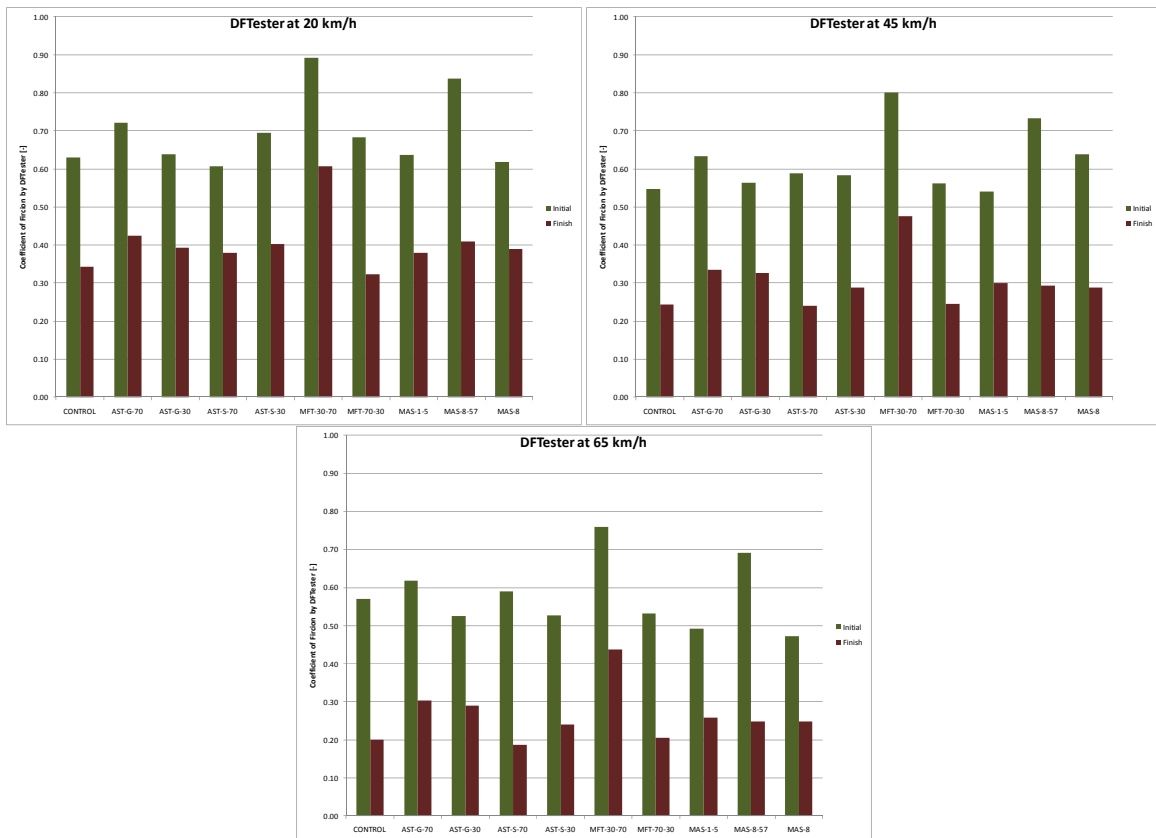 DFTester at 20 km/h
Coefficient of Fircion by DFTester [-]
1.00
0.90
0.80
0.70
0.60
0.50
0.40
0.30
0.20
0.10
0.00
CONTROL AST-G-70 AST-G-30 AST-S-70 AST-S-30 MFT-30-70 MFT-70-30 MAS-1-5 MAS-8-57 MAS-8
Initial
Finish
DFTester at 45 km/h
Coefficient of Fircion by DFTester [-]
1.00
0.90
0.80
0.70
0.60
0.50
0.40
0.30
0.20
0.10
0.00
CONTROL AST-G-70 AST-G-30 AST-S-70 AST-S-30 MFT-30-70 MFT-70-30 MAS-1-5 MAS-8-57 MAS-8
Initial
Finish
DFTester at 65 km/h
Coefficient of Fircion by DFTester [-]
1.00
0.90
0.80
0.70
0.60
0.50
0.40
0.30
0.20
0.10
0.00
CONTROL AST-G-70 AST-G-30 AST-S-70 AST-S-30 MFT-30-70 MFT-70-30 MAS-1-5 MAS-8-57 MAS-8
Initial
Finish